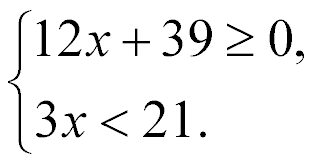 12x + 39 ≥ 0,
3x < 21.